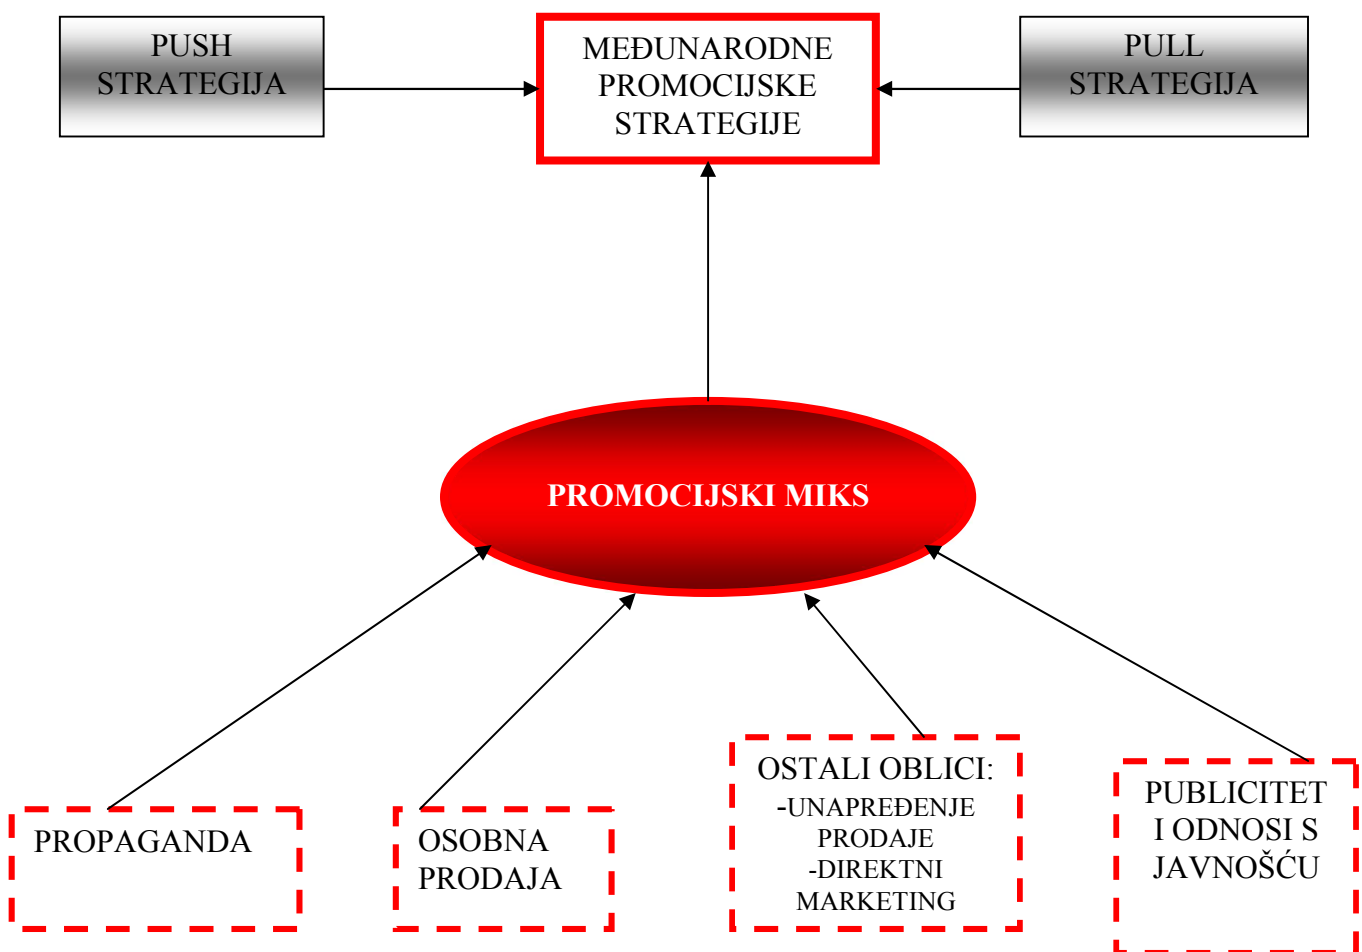 PUSH
STRATEGIJA
MEĐUNARODNE
PROMOCIJSKE
STRATEGIJE
PULL
STRATEGIJA
PROMOCIJSKI MIKS
PROPAGANDA
OSOBNA
PRODAJA
OSTALI OBLICI:
-UNAPREĐENJE
PRODAJE
-DIREKTNI
MARKETING
PUBLICITET
I ODNOSI S
JAVNOŠĆU